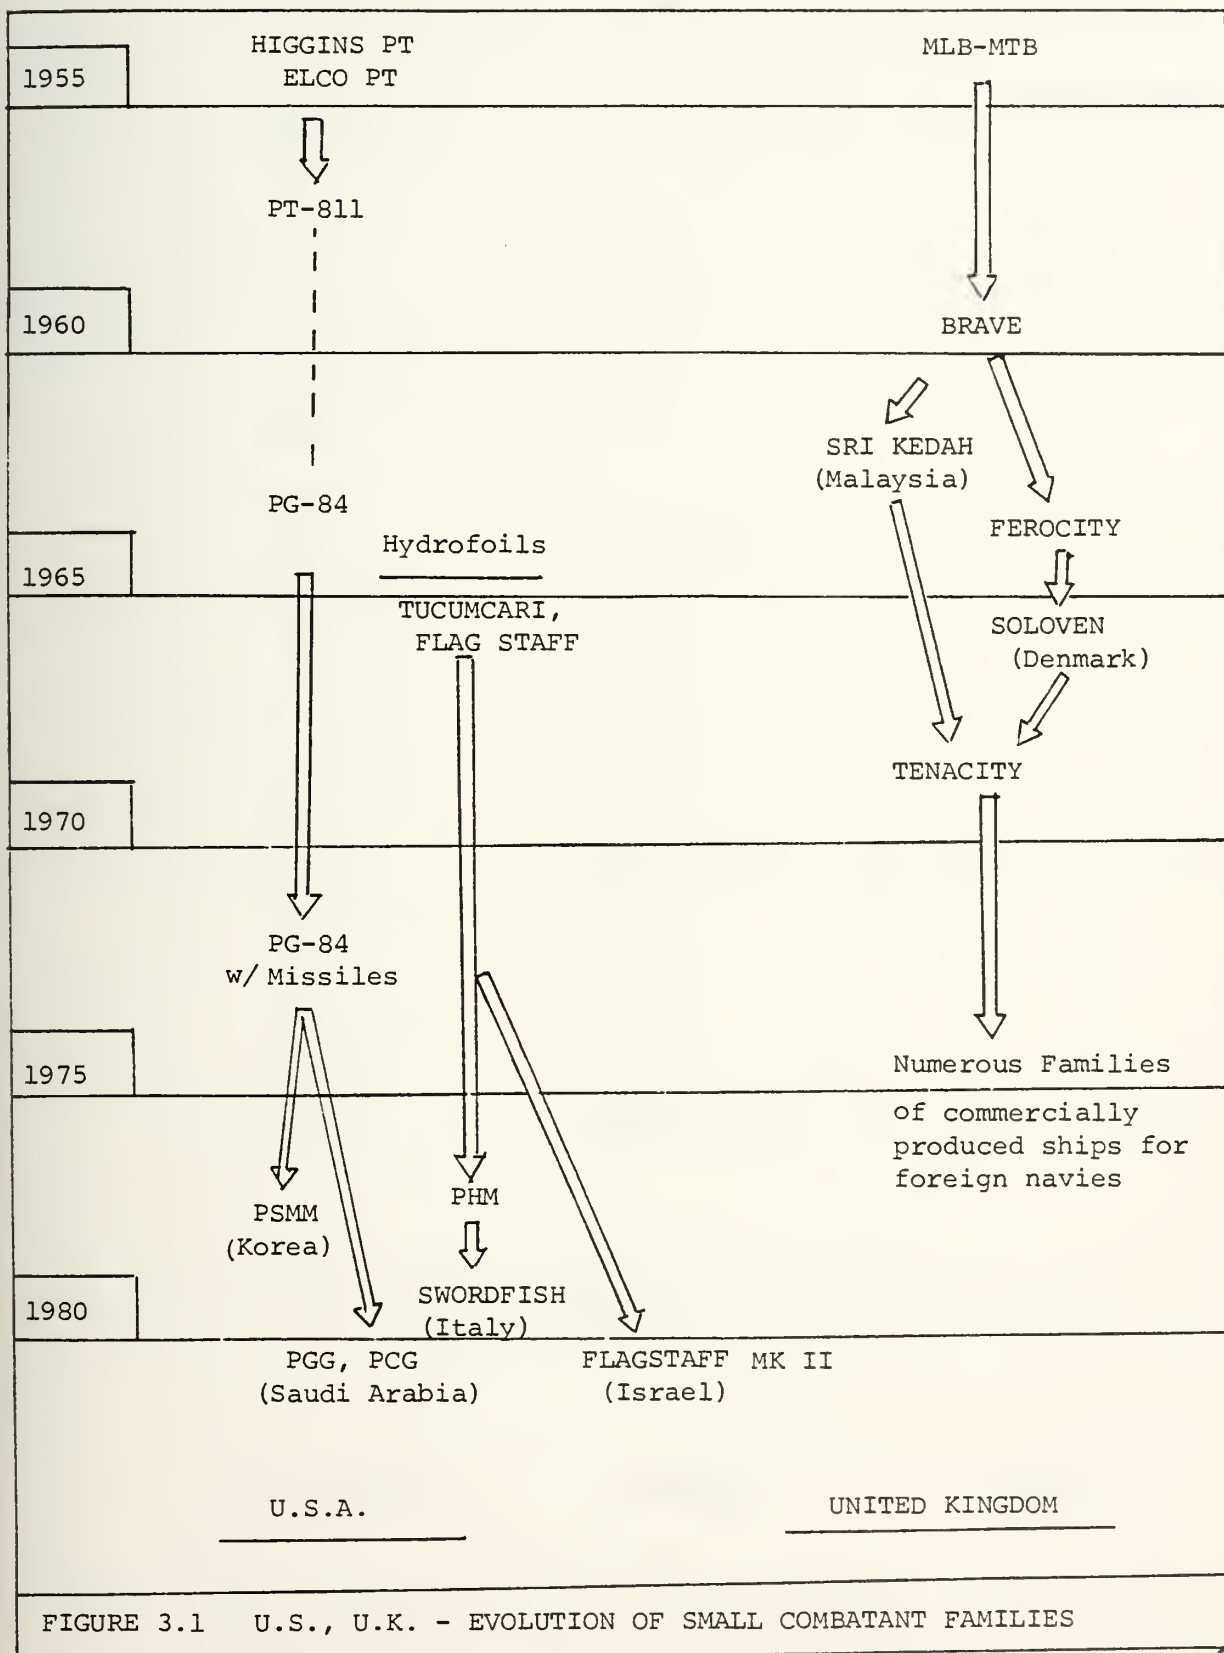 1955
HIGGINS PT
ELCO PT
MLB-MTB
PT-811
1960
BRAVE
SRI KEDAH
(Malaysia)
PG-84
FEROCITY
Hydrofoils
1965
TUCUMCARI,
FLAG STAFF
SOLOVEN
(Denmark)
TENACITY
1970
PG-84
w/ Missiles
1975
Numerous Families
of commercially
produced ships for
foreign navies
PHM
PSMM
(Korea)
1980
SWORDFISH
(Italy)
PGG, PCG
(Saudi Arabia)
FLAGSTAFF MK II
(Israel)
U.S.A.
UNITED KINGDOM
FIGURE 3.1 U.S., U.K. - EVOLUTION OF SMALL COMBATANT FAMILIES